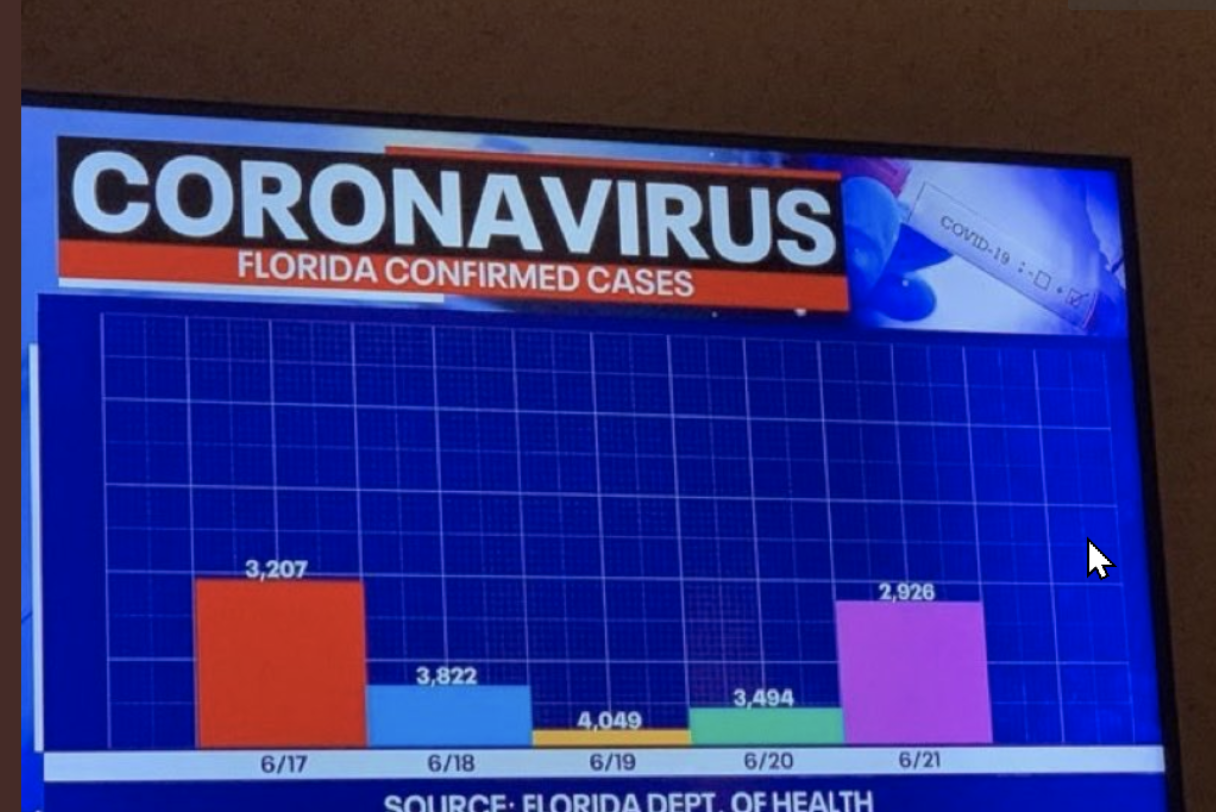 CORONAVIRUS
FLORIDA CONFIRMED CASES
COVID-19 : - □ + ☑
3,207
3,822
4,049
3,494
2,926
6/17
6/18
6/19
6/20
6/21
SOURCE: FLORIDA DEPT. OF HEALTH